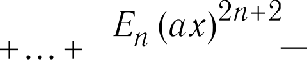 + ... + E_n (ax)^{2n+2} —